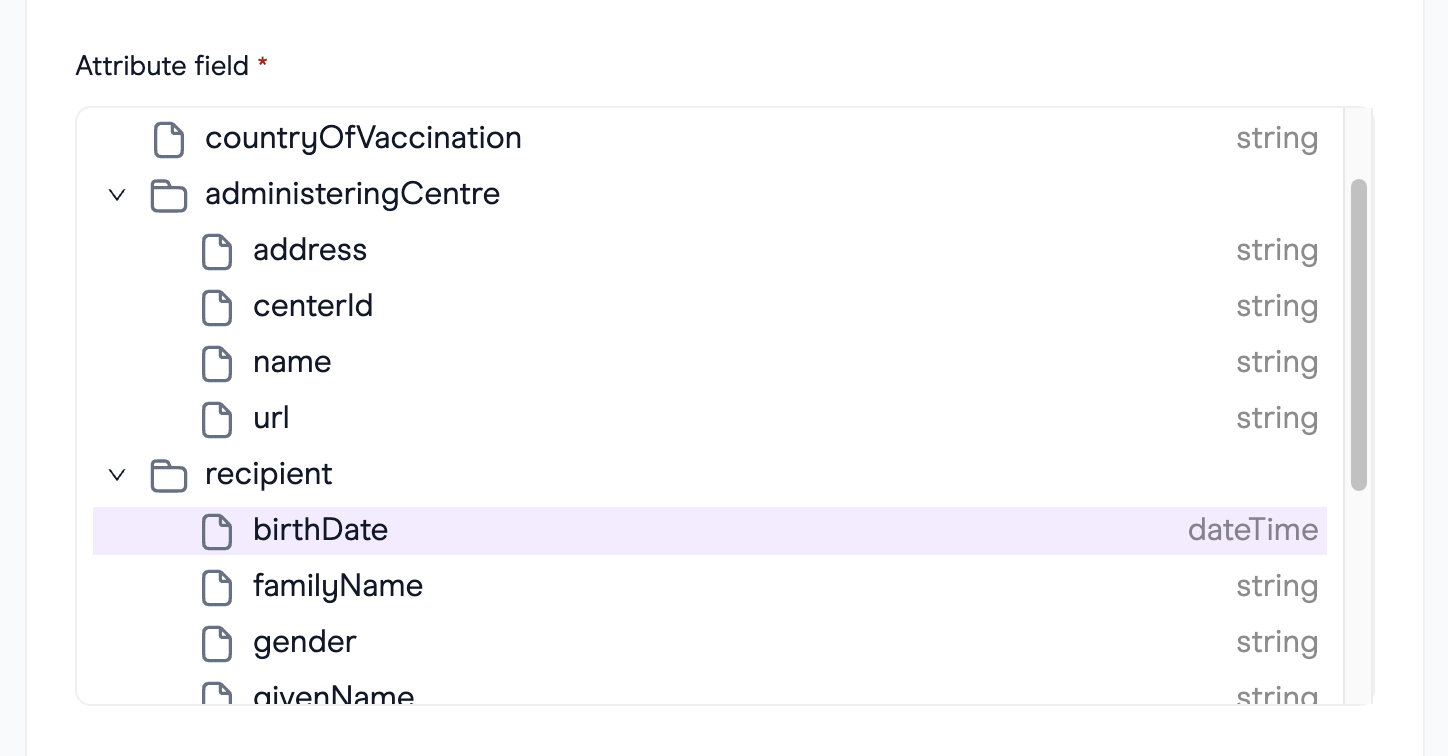 Attribute field *
countryOfVaccination string
administeringCentre
address string
centerId string
name string
url string
recipient
birthDate dateTime
familyName string
gender string
givenName string